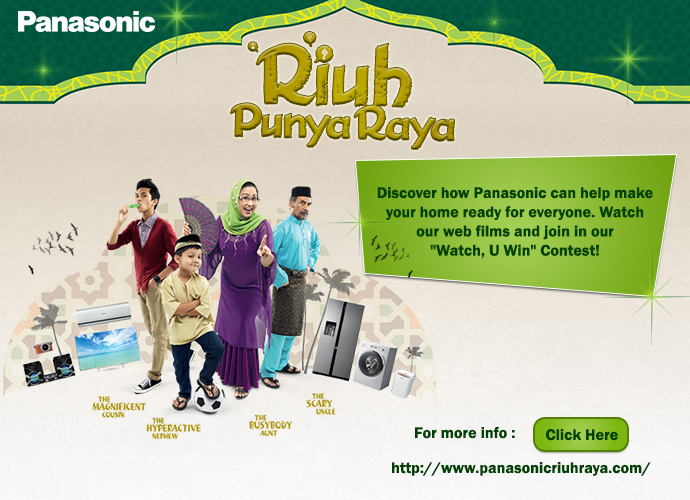 Panasonic
Riuh
Punya Raya
Discover how Panasonic can help make
your home ready for everyone. Watch
our web films and join in our
"Watch, U Win" Contest!
THE
MAGNIFICENT
COUSIN
THE
HYPERACTIVE
NEPHEW
THE
BUSYBODY
AUNT
THE
SCARY
UNCLE
For more info :
Click Here
http://www.panasonicriuhraya.com/